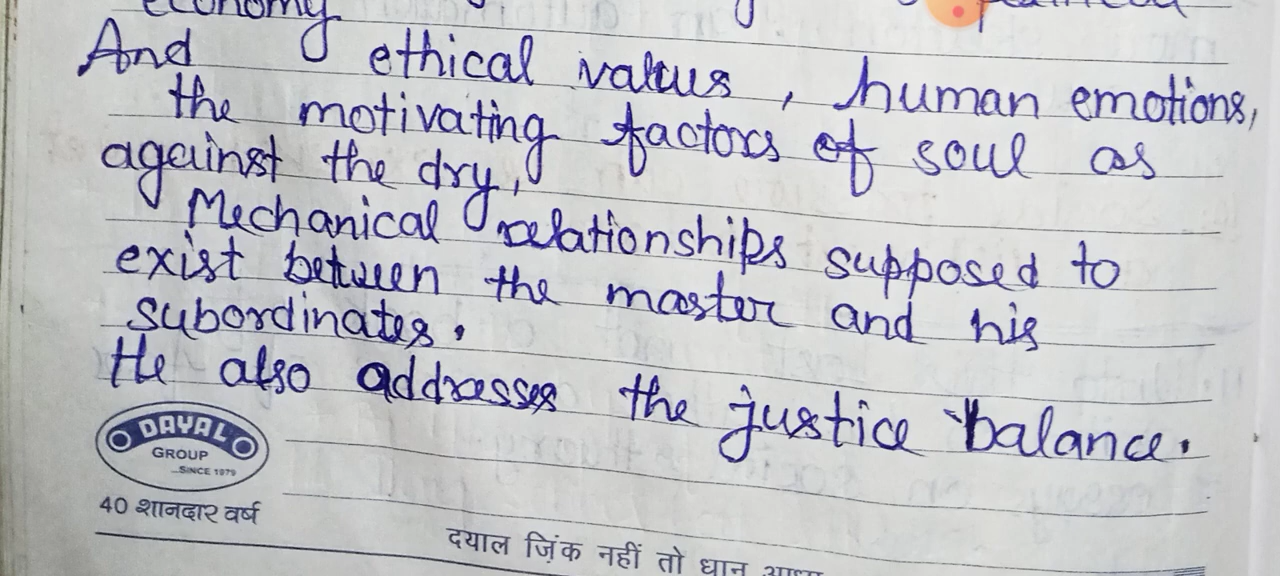 economy
And ethical values, human emotions,
the motivating factors of soul as
against the dry,
Mechanical relationships supposed to
exist between the master and his
subordinates.
He also addresses the justice balance.
DAYAL
GROUP
...SINCE 1979
40 शानदार वर्ष
दयाल ज़िंक नहीं तो धान